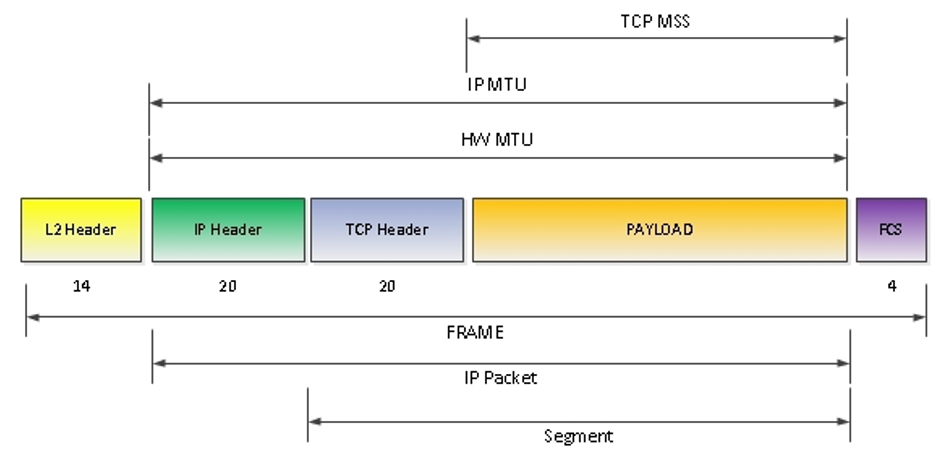 TCP MSS
IP MTU
HW MTU
L2 Header
IP Header
TCP Header
PAYLOAD
FCS
14
20
20
4
FRAME
IP Packet
Segment